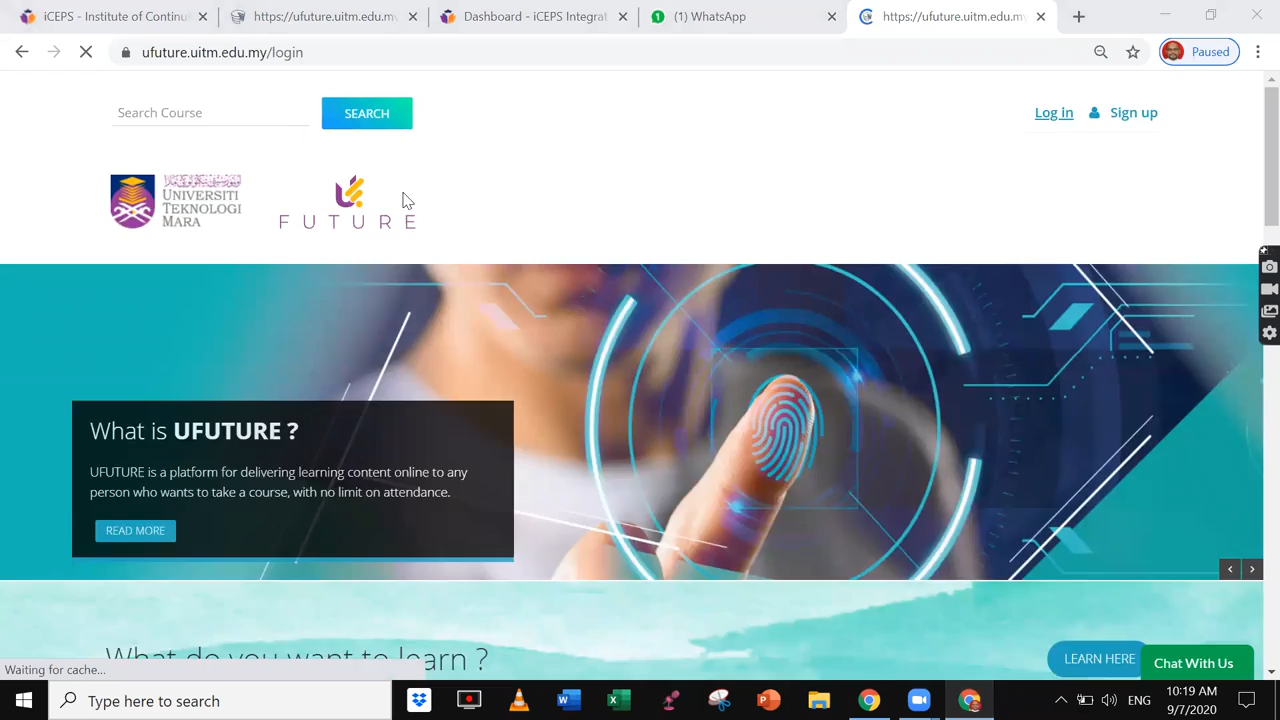 iCEPS - Institute of Continu
https://ufuture.uitm.edu.my/
Dashboard - iCEPS Integrat
1
(1) WhatsApp
https://ufuture.uitm.edu.my/
ufuture.uitm.edu.my/login
Paused
Search Course
SEARCH
Log in
Sign up
UNIVERSITI
TEKNOLOGI
MARA
FUTURE
What is UFUTURE ?
UFUTURE is a platform for delivering learning content online to any
person who wants to take a course, with no limit on attendance.
READ MORE
What do you want to learn ?
LEARN HERE
Chat With Us
Waiting for cache...
Type here to search
ENG
10:19 AM
9/7/2020